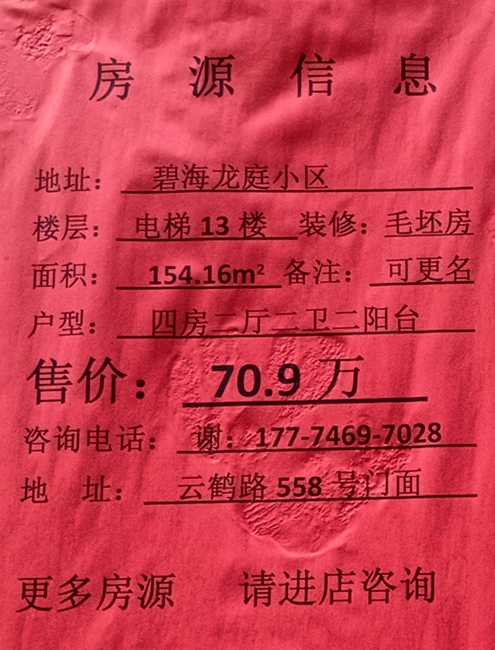 房源信息
地址：碧海龙庭小区
楼层：电梯13楼 装修：毛坯房
面积：154.16m² 备注：可更名
户型：四房二厅二卫二阳台
售价：70.9万
咨询电话：谢：177-7469-7028
地 址：云鹤路558号门面
更多房源 请进店咨询